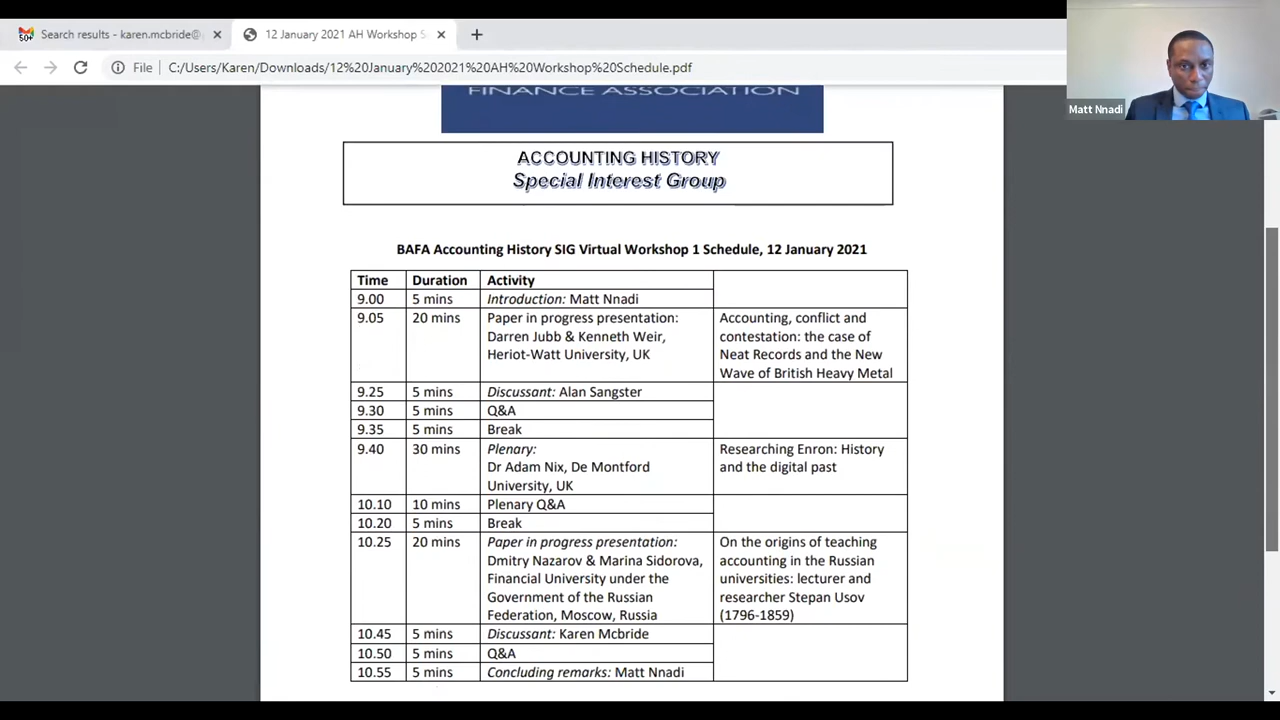 Search results - karen.mcbride@
50+
12 January 2021 AH Workshop S
File
C:/Users/Karen/Downloads/12%20January%202021%20AH%20Workshop%20Schedule.pdf
Matt Nnadi
FINANCE ASSOCIATION
ACCOUNTING HISTORY
Special Interest Group
BAFA Accounting History SIG Virtual Workshop 1 Schedule, 12 January 2021
Time Duration Activity
9.00 5 mins Introduction: Matt Nnadi
9.05 20 mins Paper in progress presentation:
Darren Jubb & Kenneth Weir,
Heriot-Watt University, UK
Accounting, conflict and
contestation: the case of
Neat Records and the New
Wave of British Heavy Metal
9.25 5 mins Discussant: Alan Sangster
9.30 5 mins Q&A
9.35 5 mins Break
9.40 30 mins Plenary:
Dr Adam Nix, De Montford
University, UK
Researching Enron: History
and the digital past
10.10 10 mins Plenary Q&A
10.20 5 mins Break
10.25 20 mins Paper in progress presentation:
Dmitry Nazarov & Marina Sidorova,
Financial University under the
Government of the Russian
Federation, Moscow, Russia
On the origins of teaching
accounting in the Russian
universities: lecturer and
researcher Stepan Usov
(1796-1859)
10.45 5 mins Discussant: Karen Mcbride
10.50 5 mins Q&A
10.55 5 mins Concluding remarks: Matt Nnadi